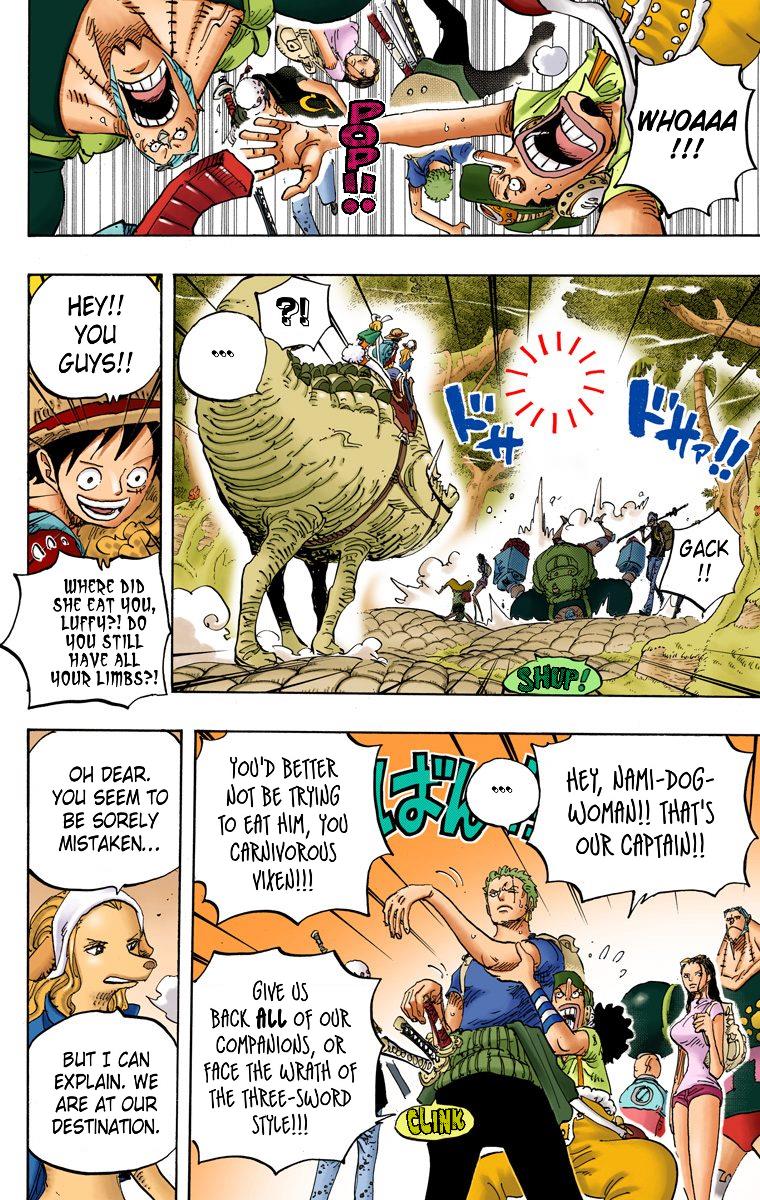 WHOAAA
!!!
POP!!
ドサァ!!
ドサ
GACK
!!
?!
...
SHUP!
HEY!!
YOU
GUYS!!
WHERE DID
SHE EAT YOU,
LUFFY?! DO
YOU STILL
HAVE ALL
YOUR LIMBS?!
HEY, NAMI-DOG-
WOMAN!! THAT'S
OUR CAPTAIN!!
...
ばん!!
YOU'D BETTER
NOT BE TRYING
TO EAT HIM, YOU
CARNIVOROUS
VIXEN!!!
GIVE US
BACK ALL OF OUR
COMPANIONS, OR
FACE THE WRATH OF
THE THREE-SWORD
STYLE!!!
CLINK
OH DEAR.
YOU SEEM TO
BE SORELY
MISTAKEN...
BUT I CAN
EXPLAIN. WE
ARE AT OUR
DESTINATION.